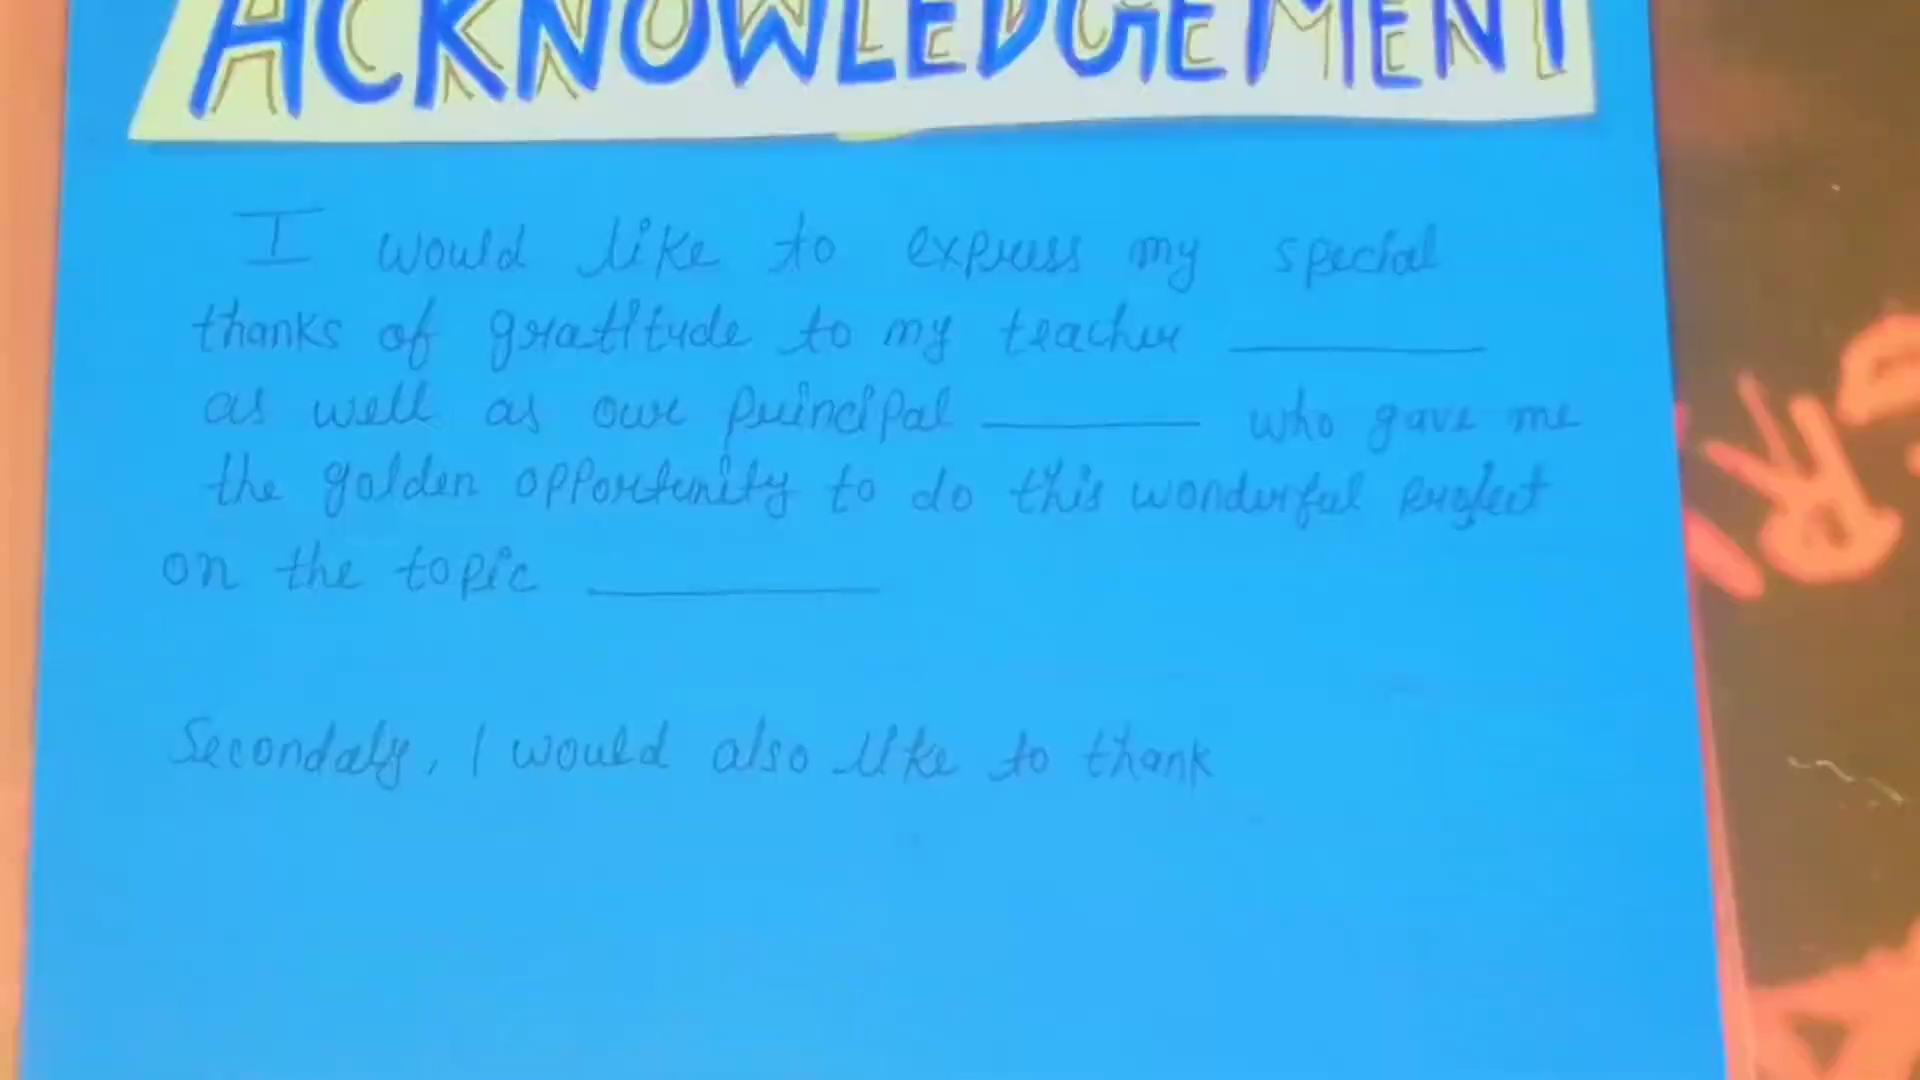 ACKNOWLEDGEMENT
I would like to express my special
thanks of gratitude to my teacher ________
as well as our principal ________ who gave me
the golden opportunity to do this wonderful project
on the topic ________
Secondaly, I would also like to thank